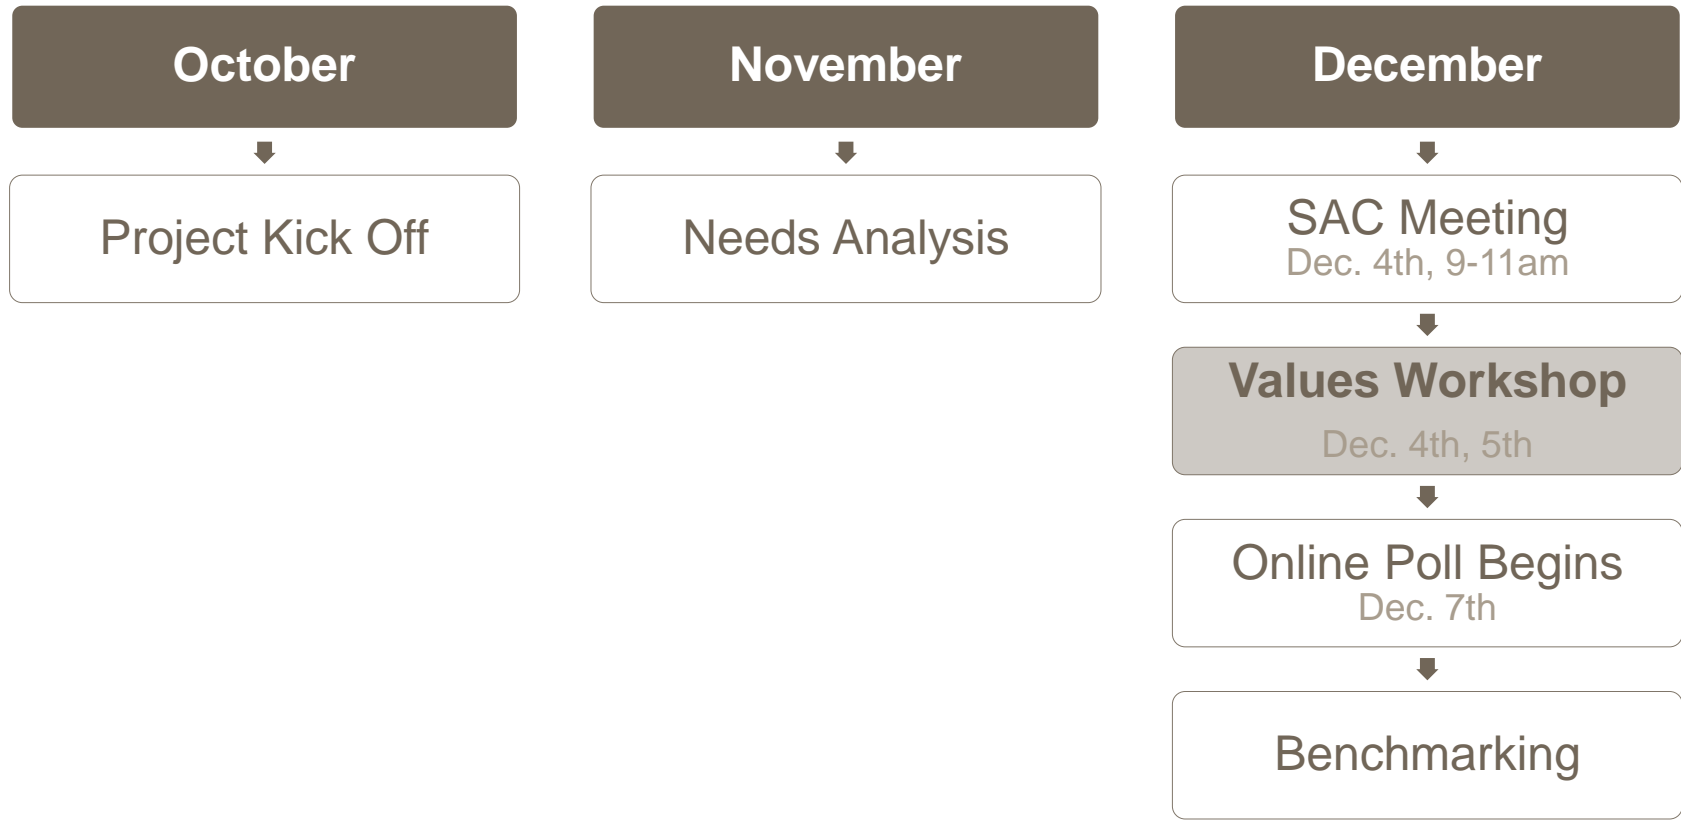 October
Project Kick Off
November
Needs Analysis
December
SAC Meeting
Dec. 4th, 9-11am
Values Workshop
Dec. 4th, 5th
Online Poll Begins
Dec. 7th
Benchmarking